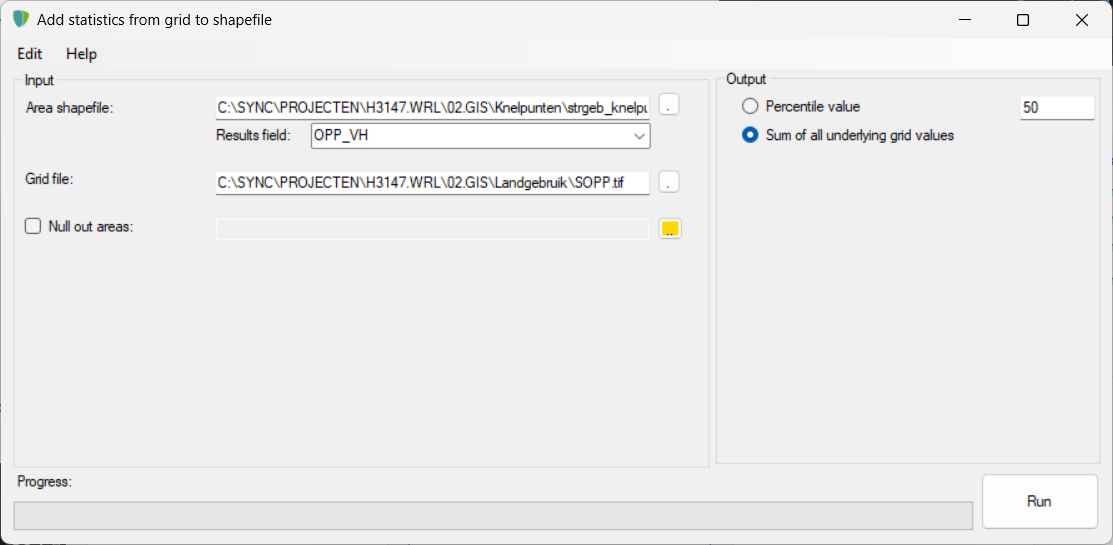 Add statistics from grid to shapefile
Edit Help
Input
Area shapefile: C:\SYNC\PROJECTEN\H3147.WRL\02.GIS\Knelpunten\strgeb_knelpu .
Results field: OPP_VH
Grid file: C:\SYNC\PROJECTEN\H3147.WRL\02.GIS\Landgebruik\SOPP.tif .
Null out areas: ..
Output
Percentile value 50
Sum of all underlying grid values
Progress:
Run